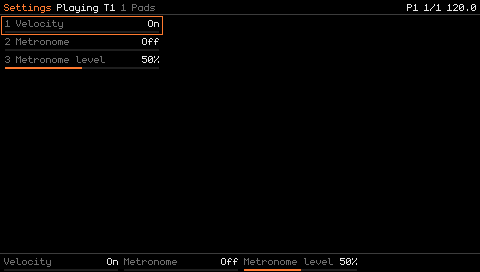 Settings Playing T1 1 Pads P1 1/1 120.0
1 Velocity On
2 Metronome Off
3 Metronome level 50%
Velocity On Metronome Off Metronome level 50%